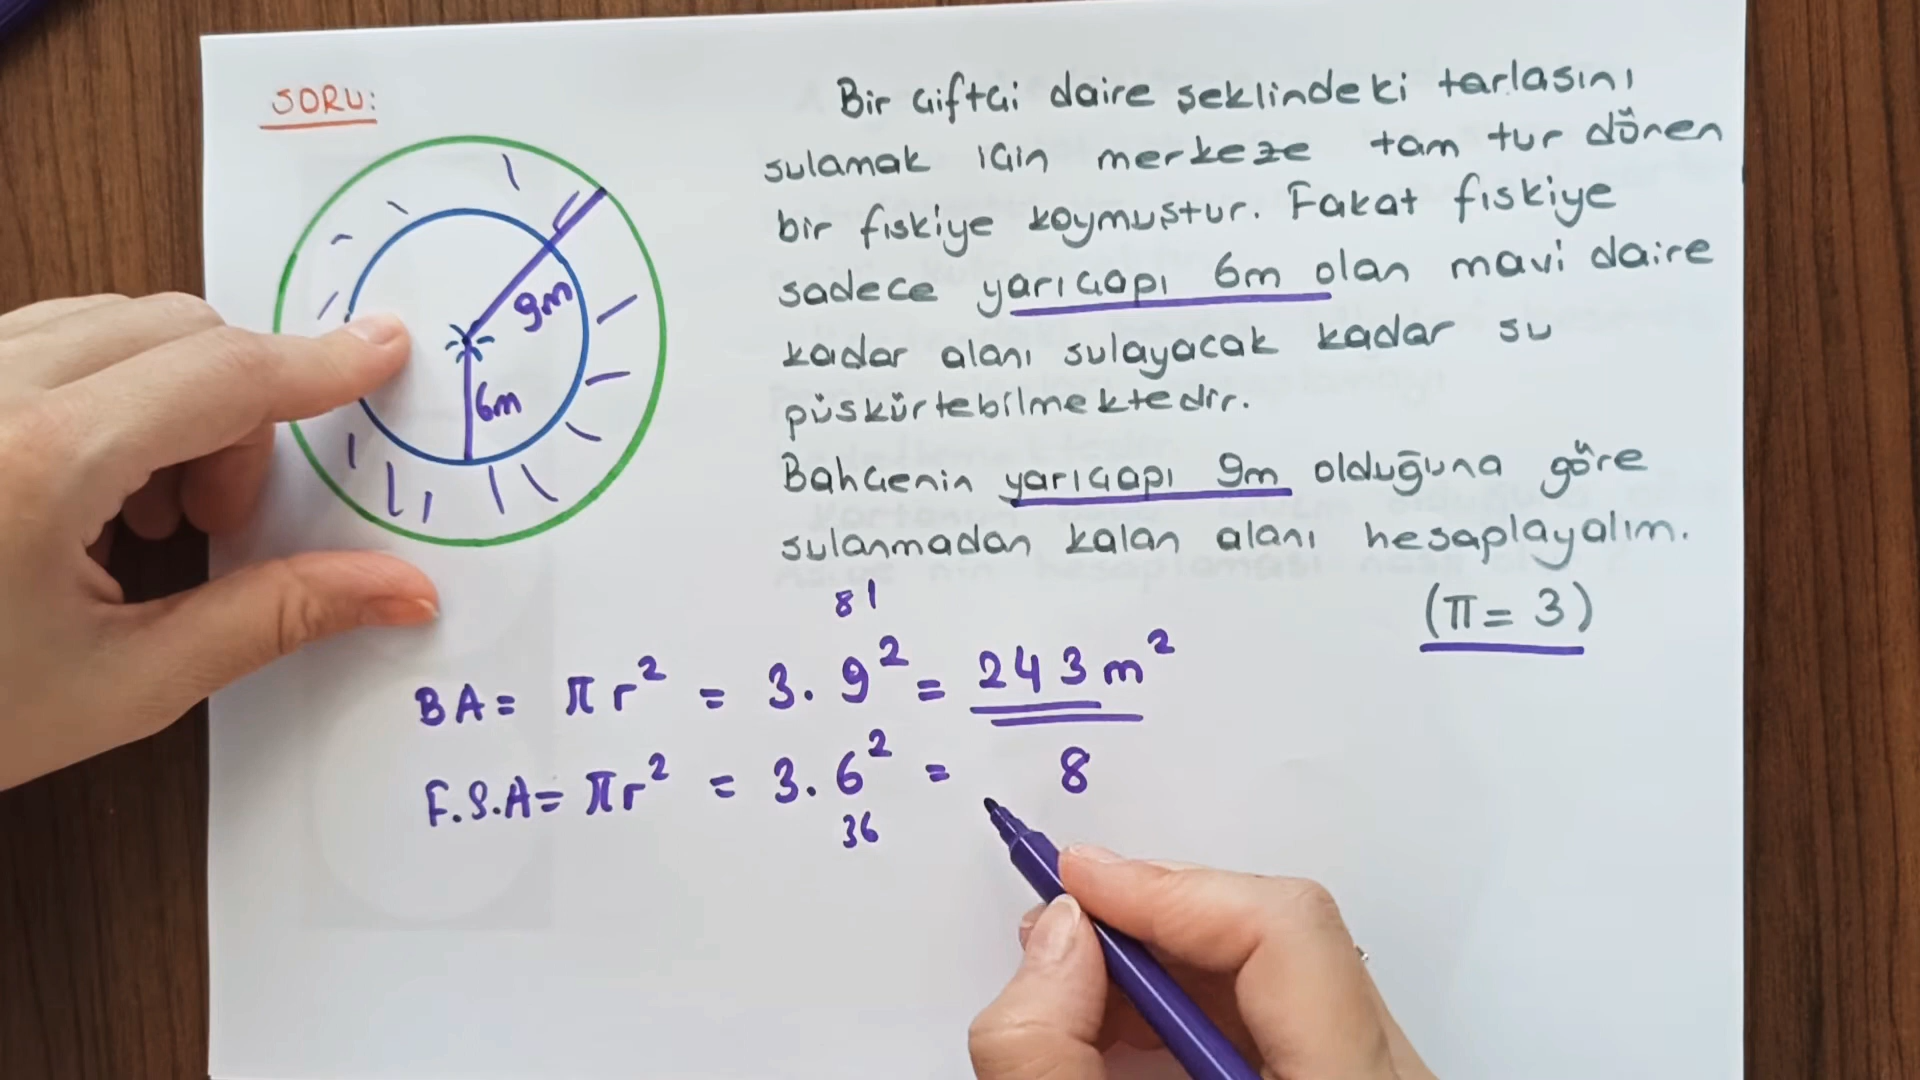 SORU:
Bir çiftçi daire şeklindeki tarlasını
sulamak için merkeze tam tur dönen
bir fıskiye koymuştur. Fakat fıskiye
sadece yarıçapı 6m olan mavi daire
kadar alanı sulayacak kadar su
püskürtebilmektedir.
Bahçenin yarıçapı 9m olduğuna göre
sulanmadan kalan alanı hesaplayalım.
(π = 3)
9m
6m
81
BA = πr² = 3.9² = 243 m²
F.S.A = πr² = 3.6² = 8
36